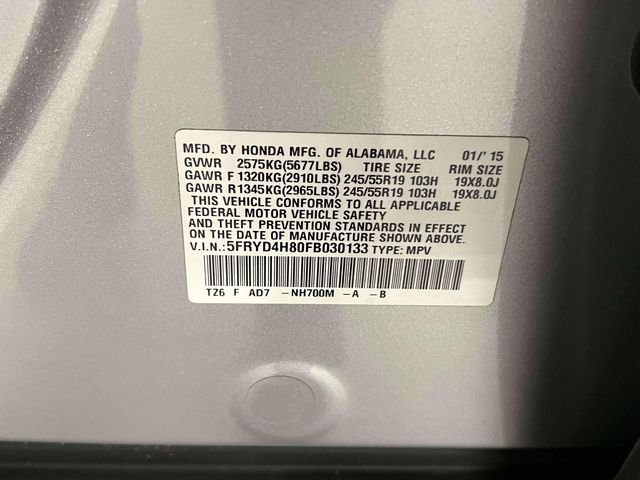 MFD. BY HONDA MFG. OF ALABAMA, LLC 01/'15
GVWR 2575KG(5677LBS) TIRE SIZE RIM SIZE
GAWR F 1320KG(2910LBS) 245/55R19 103H 19X8.0J
GAWR R1345KG(2965LBS) 245/55R19 103H 19X8.0J
THIS VEHICLE CONFORMS TO ALL APPLICABLE
FEDERAL MOTOR VEHICLE SAFETY
AND THEFT PREVENTION STANDARDS IN EFFECT
ON THE DATE OF MANUFACTURE SHOWN ABOVE.
V.I.N.:5FRYD4H80FB030133 TYPE: MPV
TZ6 F AD7 -NH700M -A -B